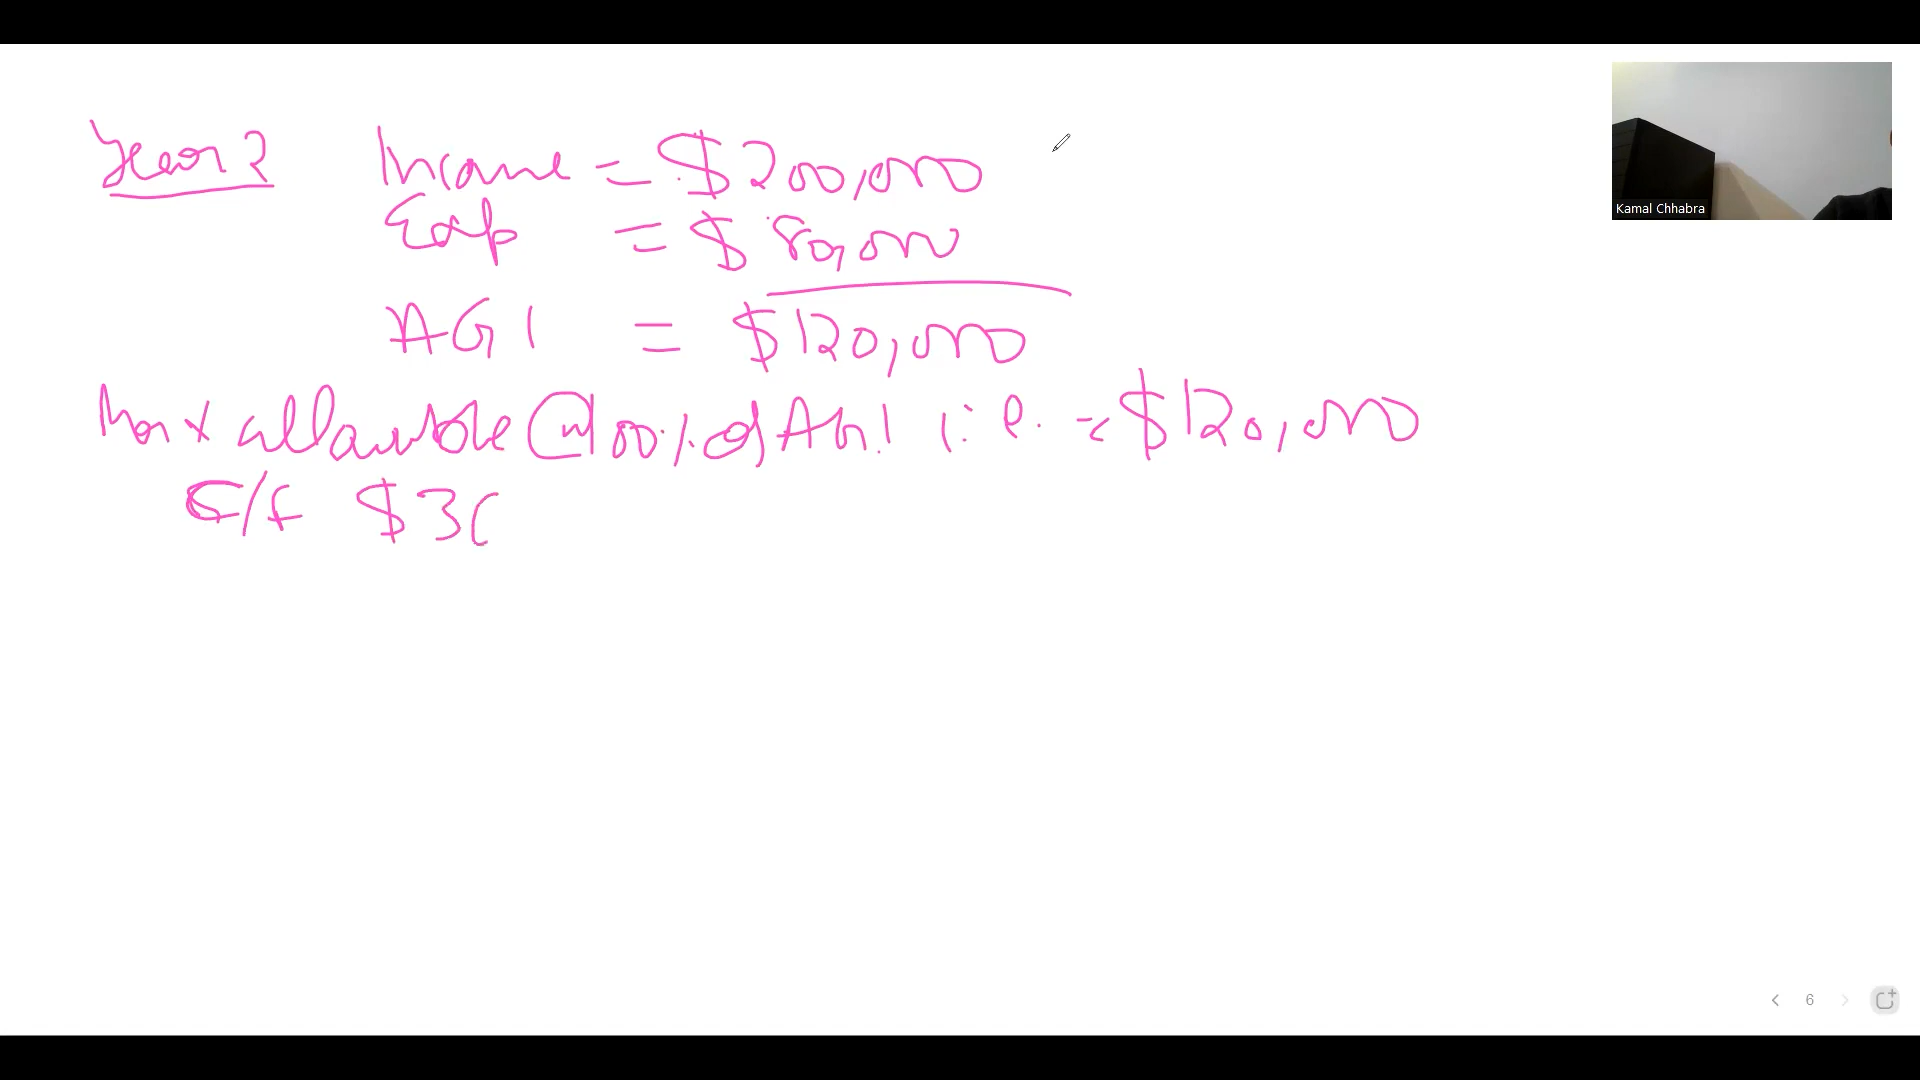 Year 2 Income = $200,000
Exp = $80,000
AGI = $120,000
Max allowable @ 100% of AGI i.e. = $120,000
C/f $30
Kamal Chhabra
6